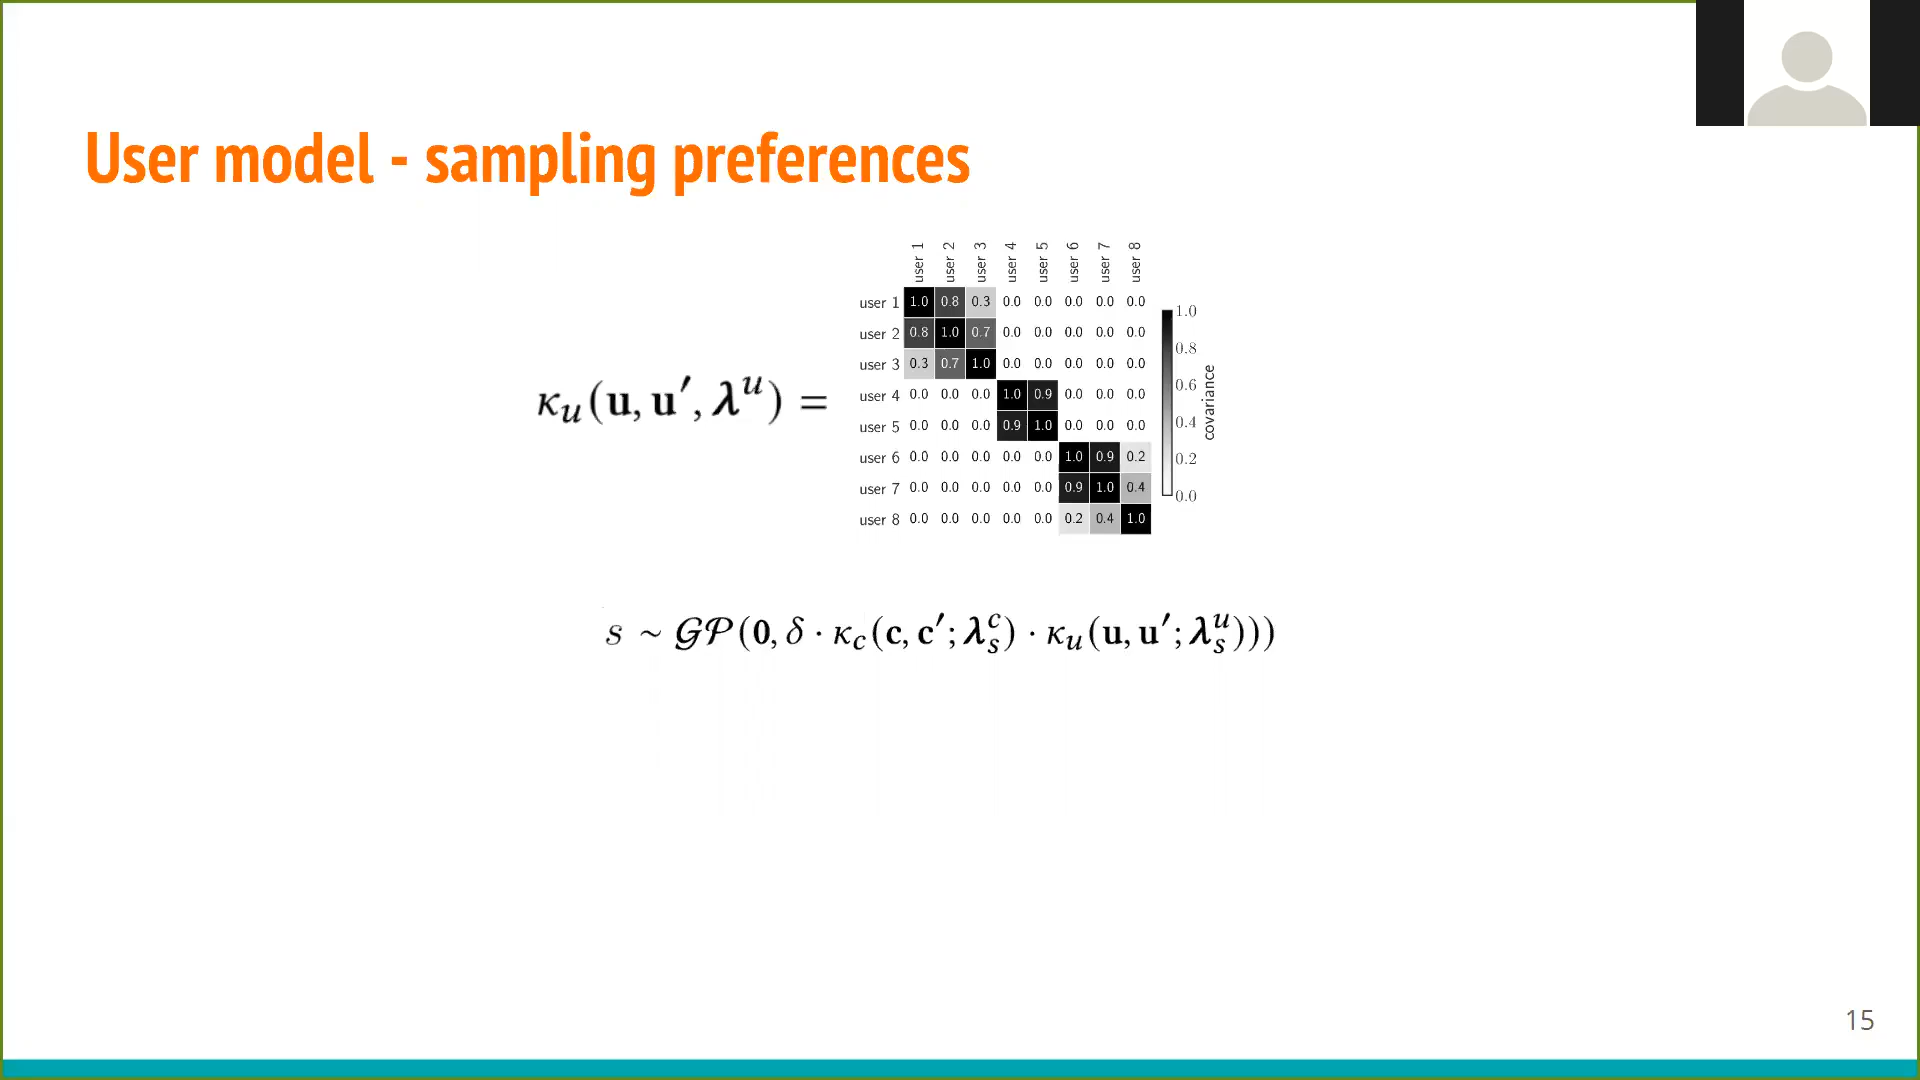 User model - sampling preferences
user 1 user 2 user 3 user 4 user 5 user 6 user 7 user 8
user 1 1.0 0.8 0.3 0.0 0.0 0.0 0.0 0.0
user 2 0.8 1.0 0.7 0.0 0.0 0.0 0.0 0.0
user 3 0.3 0.7 1.0 0.0 0.0 0.0 0.0 0.0
user 4 0.0 0.0 0.0 1.0 0.9 0.0 0.0 0.0
user 5 0.0 0.0 0.0 0.9 1.0 0.0 0.0 0.0
user 6 0.0 0.0 0.0 0.0 0.0 1.0 0.9 0.2
user 7 0.0 0.0 0.0 0.0 0.0 0.9 1.0 0.4
user 8 0.0 0.0 0.0 0.0 0.0 0.2 0.4 1.0
κ_u(u, u′, λ^u) =
1.0
0.8
0.6
0.4
0.2
0.0
covariance
s ~ 𝒢𝒫(0, δ · κ_c(c, c′; λ_s^c) · κ_u(u, u′; λ_s^u)))
15